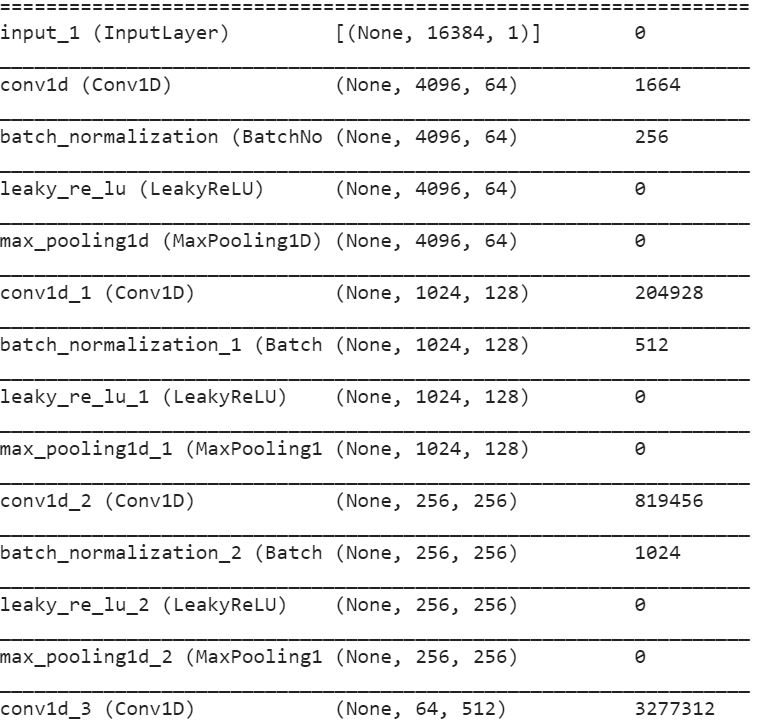 =================================================================
input_1 (InputLayer) [(None, 16384, 1)] 0
_________________________________________________________________
conv1d (Conv1D) (None, 4096, 64) 1664
_________________________________________________________________
batch_normalization (BatchNo (None, 4096, 64) 256
_________________________________________________________________
leaky_re_lu (LeakyReLU) (None, 4096, 64) 0
_________________________________________________________________
max_pooling1d (MaxPooling1D) (None, 4096, 64) 0
_________________________________________________________________
conv1d_1 (Conv1D) (None, 1024, 128) 204928
_________________________________________________________________
batch_normalization_1 (Batch (None, 1024, 128) 512
_________________________________________________________________
leaky_re_lu_1 (LeakyReLU) (None, 1024, 128) 0
_________________________________________________________________
max_pooling1d_1 (MaxPooling1 (None, 1024, 128) 0
_________________________________________________________________
conv1d_2 (Conv1D) (None, 256, 256) 819456
_________________________________________________________________
batch_normalization_2 (Batch (None, 256, 256) 1024
_________________________________________________________________
leaky_re_lu_2 (LeakyReLU) (None, 256, 256) 0
_________________________________________________________________
max_pooling1d_2 (MaxPooling1 (None, 256, 256) 0
_________________________________________________________________
conv1d_3 (Conv1D) (None, 64, 512) 3277312